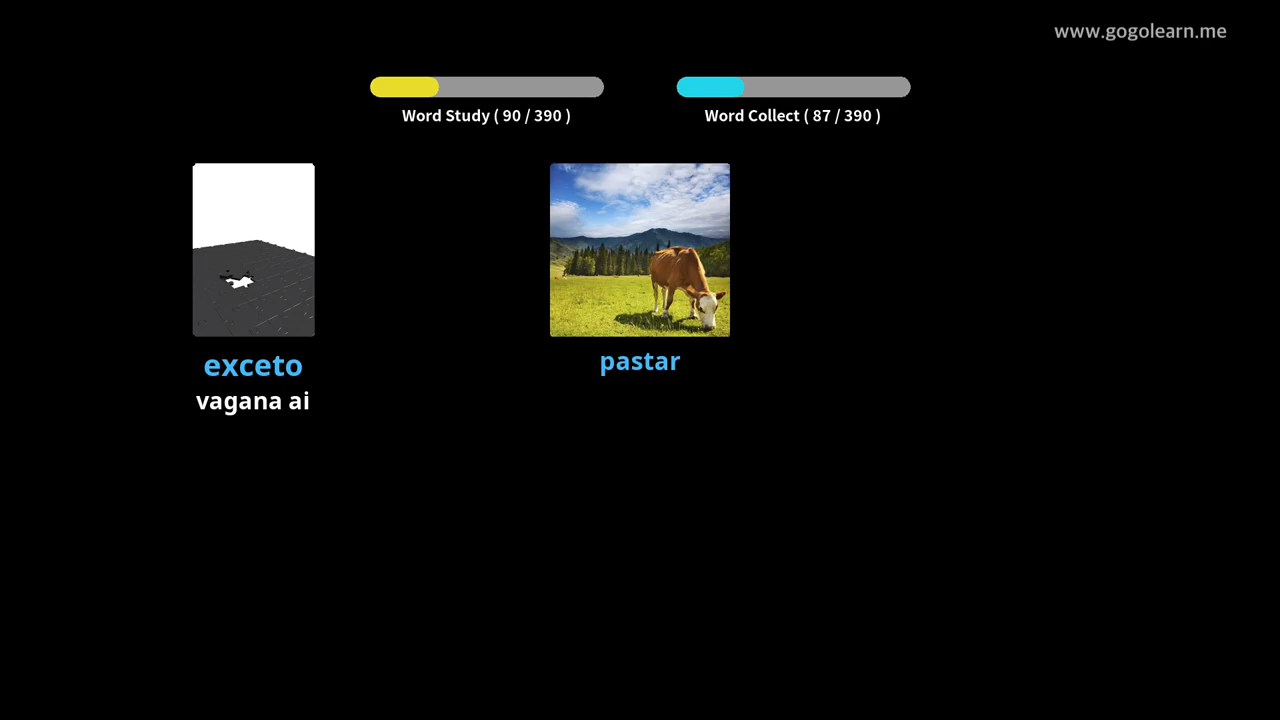 www.gogolearn.me
Word Study ( 90 / 390 )
Word Collect ( 87 / 390 )
exceto
vagana ai
pastar